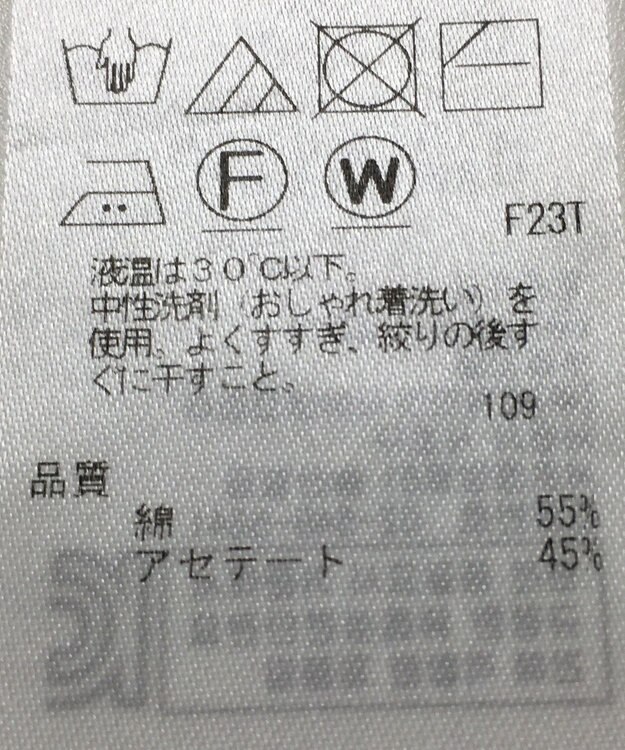 F W
F23T
液温は30℃以下。
中性洗剤（おしゃれ着洗い）を
使用。よくすすぎ、絞りの後す
ぐに干すこと。
109
品質
綿 55%
アセテート 45%